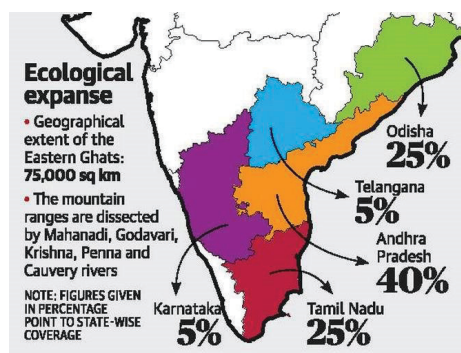 Ecological
expanse
• Geographical
extent of the
Eastern Ghats:
75,000 sq km
• The mountain
ranges are dissected
by Mahanadi, Godavari,
Krishna, Penna and
Cauvery rivers
NOTE: FIGURES GIVEN
IN PERCENTAGE
POINT TO STATE-WISE
COVERAGE
Odisha
25%
Telangana
5%
Andhra
Pradesh
40%
Karnataka
5%
Tamil Nadu
25%